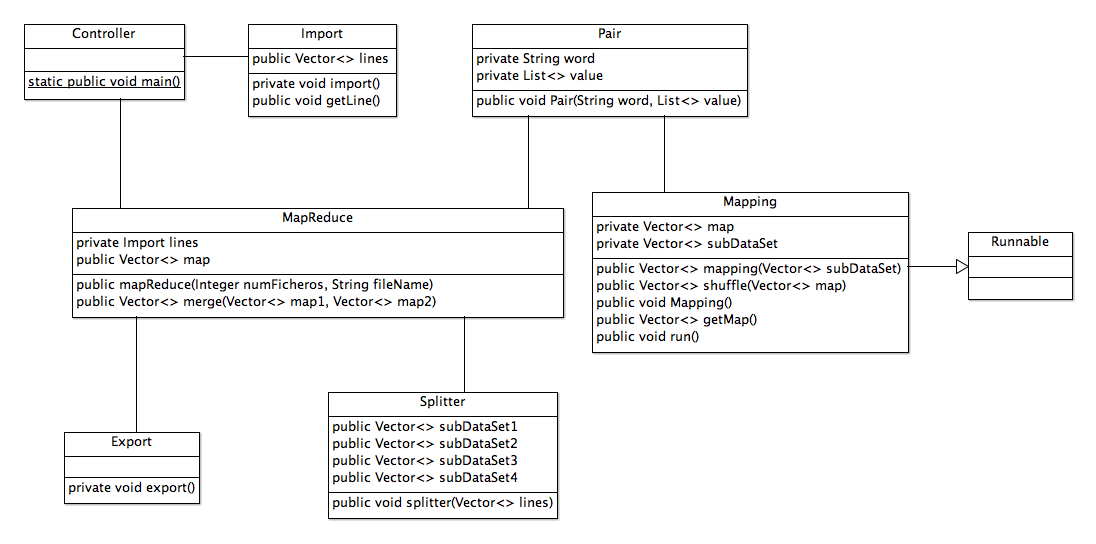 Controller
static public void main()
Import
public Vector<> lines
private void import()
public void getLine()
Pair
private String word
private List<> value
public void Pair(String word, List<> value)
MapReduce
private Import lines
public Vector<> map
public mapReduce(Integer numFicheros, String fileName)
public Vector<> merge(Vector<> map1, Vector<> map2)
Mapping
private Vector<> map
private Vector<> subDataSet
public Vector<> mapping(Vector<> subDataSet)
public Vector<> shuffle(Vector<> map)
public void Mapping()
public Vector<> getMap()
public void run()
Runnable
Export
private void export()
Splitter
public Vector<> subDataSet1
public Vector<> subDataSet2
public Vector<> subDataSet3
public Vector<> subDataSet4
public void splitter(Vector<> lines)